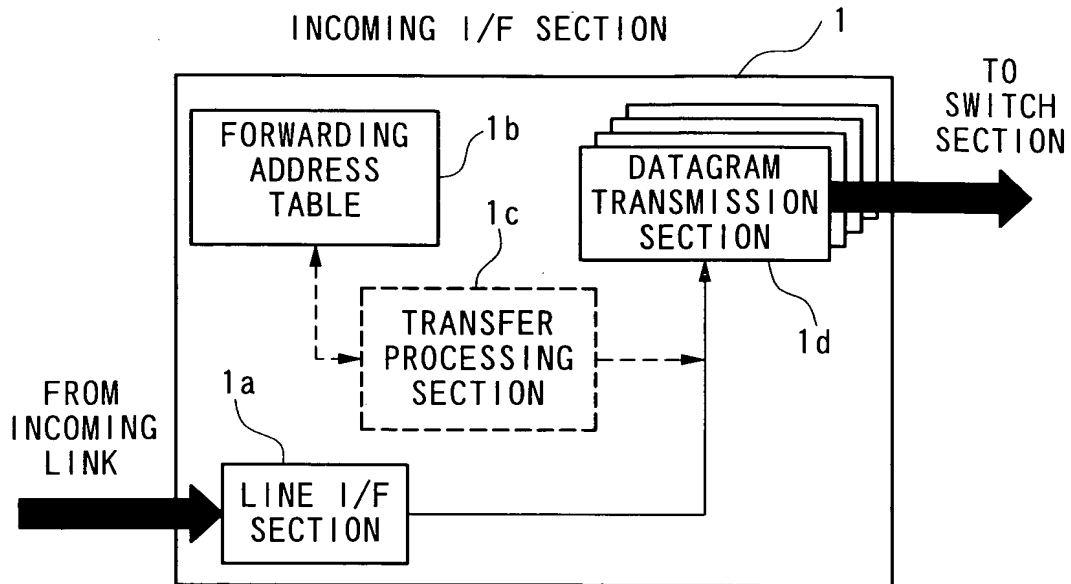 INCOMING I/F SECTION
1
TO
SWITCH
SECTION
FORWARDING
ADDRESS
TABLE
1b
DATAGRAM
TRANSMISSION
SECTION
1c
TRANSFER
PROCESSING
SECTION
1d
FROM
INCOMING
LINK
1a
LINE I/F
SECTION